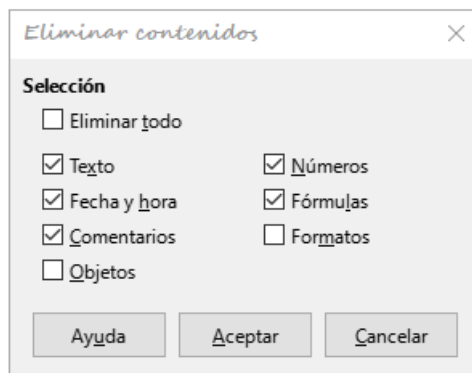 Eliminar contenidos
Selección
Eliminar todo
Texto Números
Fecha y hora Fórmulas
Comentarios Formatos
Objetos
Ayuda Aceptar Cancelar